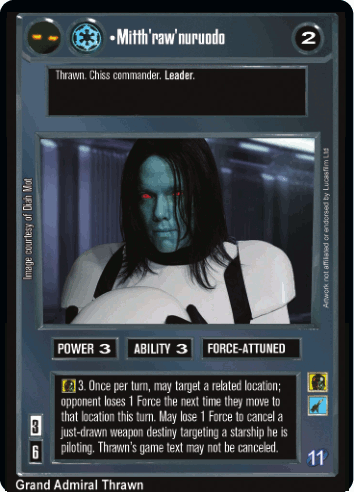 •Mitth'raw'nuruodo
2
Thrawn. Chiss commander. Leader.
Image courtesy of Diah Mot
Artwork not affiliated or endorsed by Lucasfilm Ltd
POWER 3
ABILITY 3
FORCE-ATTUNED
3. Once per turn, may target a related location;
opponent loses 1 Force the next time they move to
that location this turn. May lose 1 Force to cancel a
just-drawn weapon destiny targeting a starship he is
piloting. Thrawn's game text may not be canceled.
3
6
11
Grand Admiral Thrawn